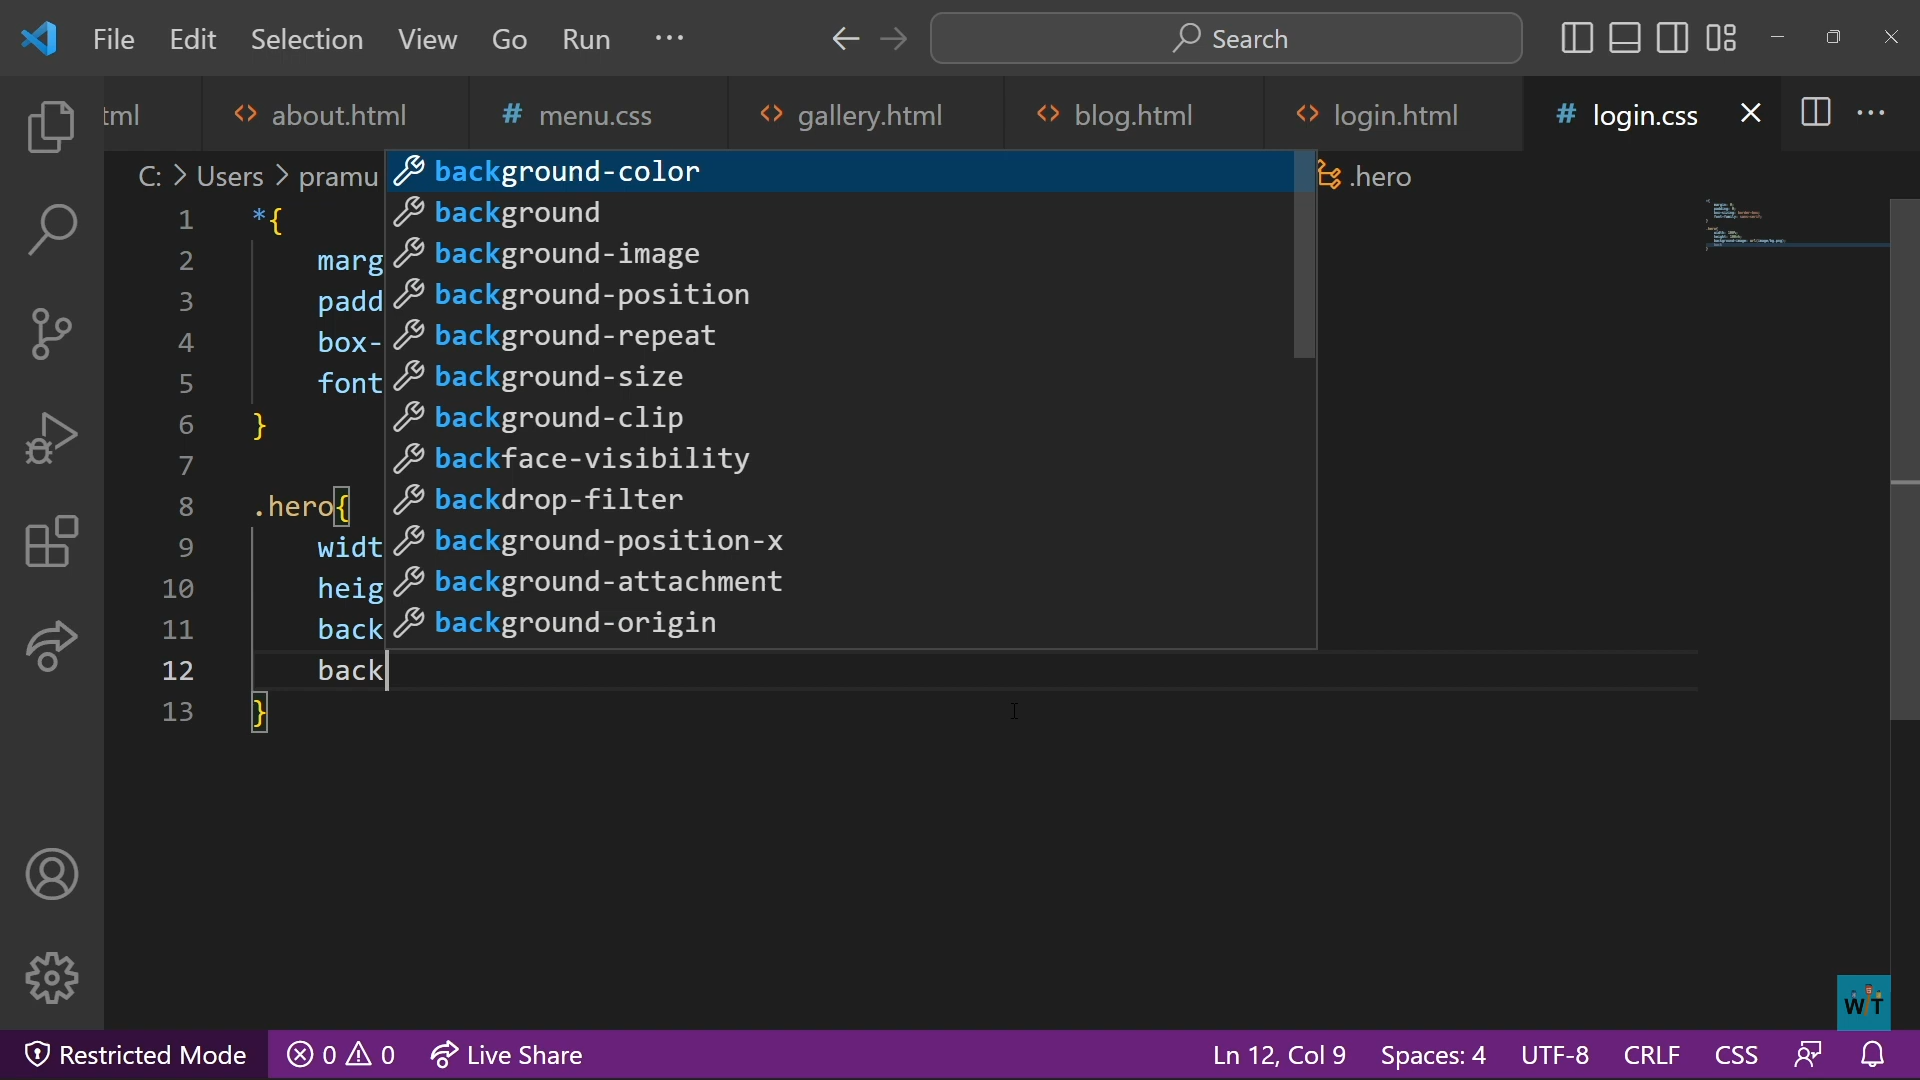 File Edit Selection View Go Run ··· Search
tml about.html # menu.css gallery.html blog.html login.html # login.css
C: > Users > pramu .hero
1 *{
2 marg
3 padd
4 box-
5 font
6 }
7
8 .hero{
9 widt
10 heig
11 back
12 back
13 }
background-color
background
background-image
background-position
background-repeat
background-size
background-clip
backface-visibility
backdrop-filter
background-position-x
background-attachment
background-origin
WIT
Restricted Mode 0 0 Live Share Ln 12, Col 9 Spaces: 4 UTF-8 CRLF CSS